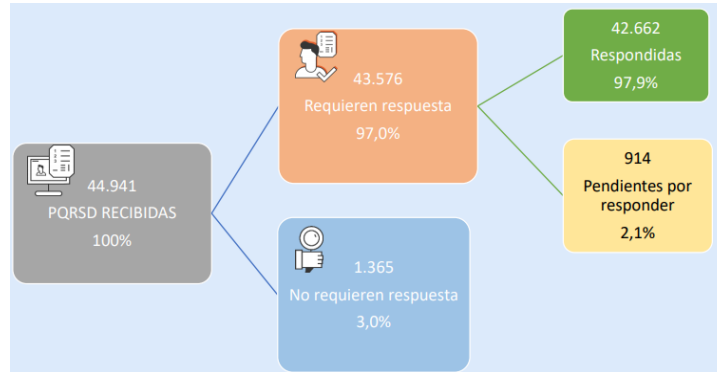 44.941
PQRSD RECIBIDAS
100%
43.576
Requieren respuesta
97,0%
1.365
No requieren respuesta
3,0%
42.662
Respondidas
97,9%
914
Pendientes por
responder
2,1%